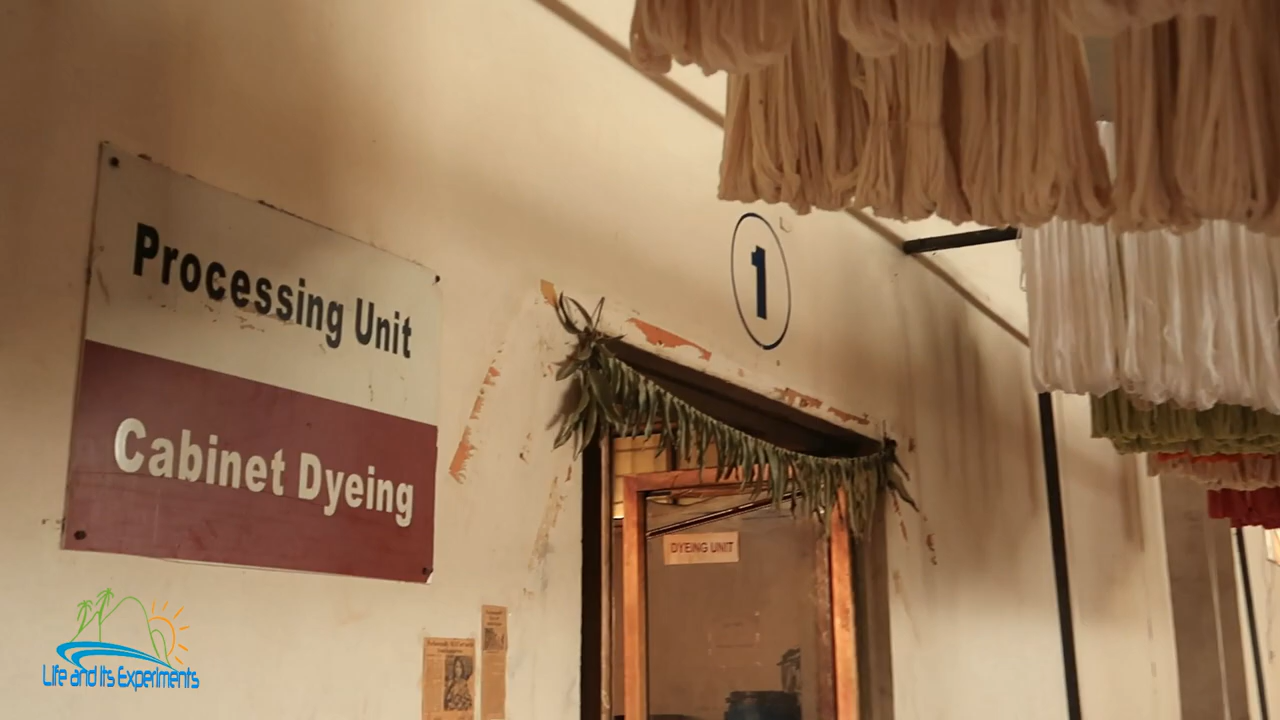 Processing Unit
Cabinet Dyeing
1
DYEING UNIT
Life and Its Experiments